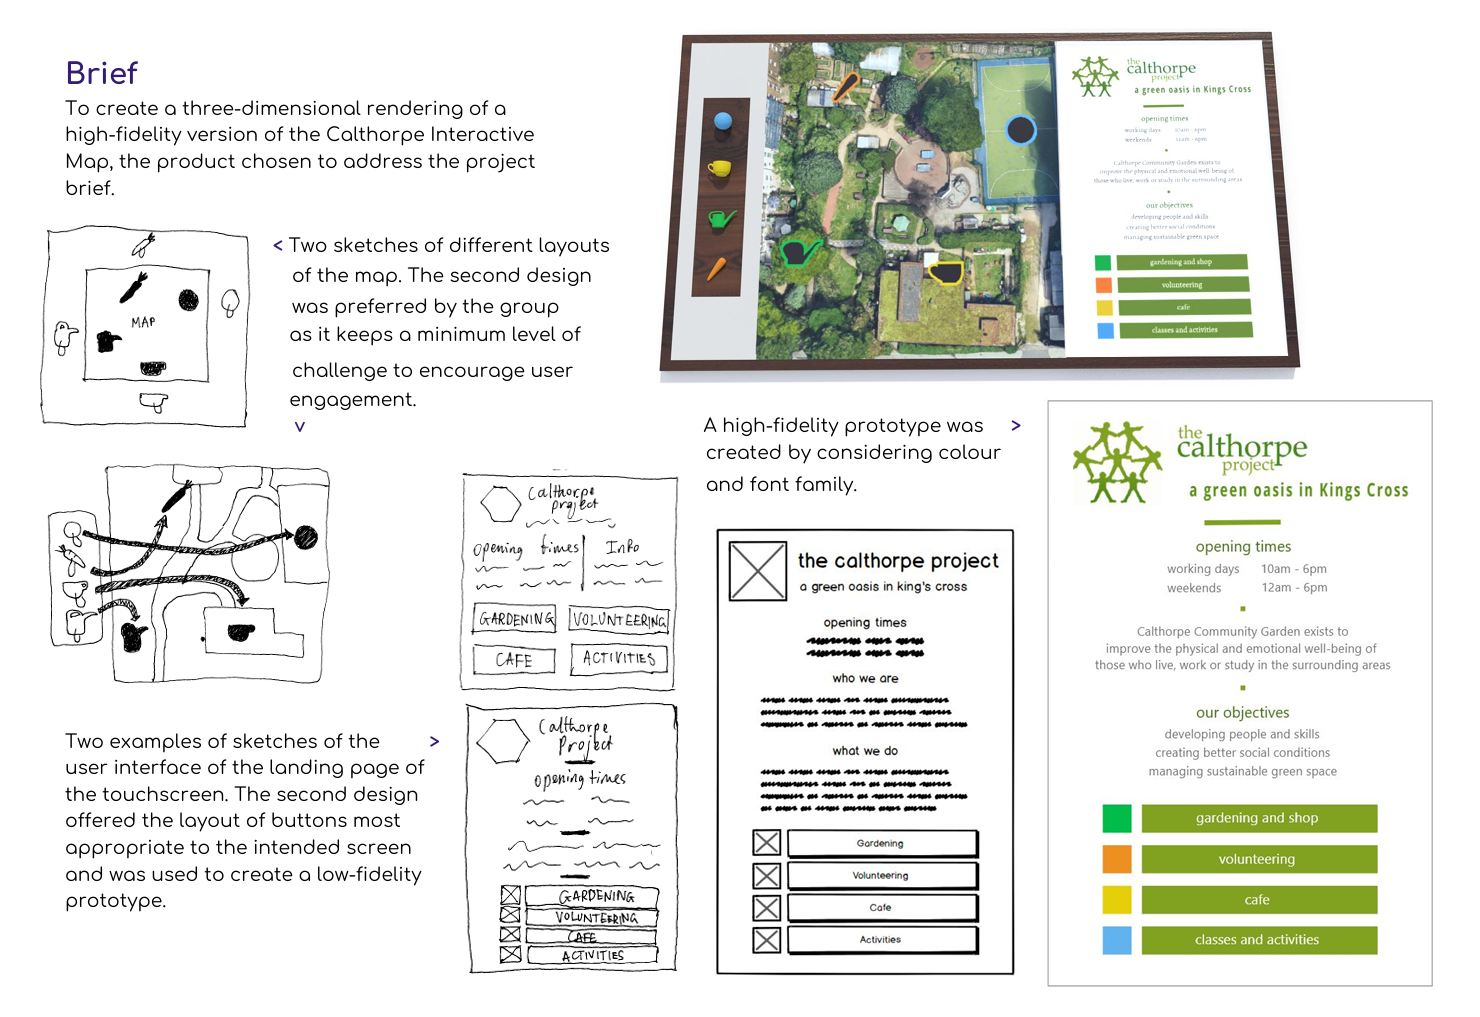 Brief
To create a three-dimensional rendering of a
high-fidelity version of the Calthorpe Interactive
Map, the product chosen to address the project
brief.
< Two sketches of different layouts
of the map. The second design
was preferred by the group
as it keeps a minimum level of
challenge to encourage user
engagement.
v
MAP
the
calthorpe
project
a green oasis in Kings Cross
opening times
working days 10am - 6pm
weekends 12am - 6pm
Calthorpe Community Garden exists to
improve the physical and emotional well-being of
those who live, work or study in the surrounding areas
our objectives
developing people and skills
creating better social conditions
managing sustainable green space
gardening and shop
volunteering
cafe
classes and activities
A high-fidelity prototype was >
created by considering colour
and font family.
Two examples of sketches of the >
user interface of the landing page of
the touchscreen. The second design
offered the layout of buttons most
appropriate to the intended screen
and was used to create a low-fidelity
prototype.
Calthorpe
project
Opening times Info
GARDENING VOLUNTEERING
CAFE ACTIVITIES
Calthorpe
Project
Opening times
GARDENING
VOLUNTEERING
CAFE
ACTIVITIES
the calthorpe project
a green oasis in king's cross
opening times
who we are
what we do
Gardening
Volunteering
Cafe
Activities
the
calthorpe
project
a green oasis in Kings Cross
opening times
working days 10am - 6pm
weekends 12am - 6pm
Calthorpe Community Garden exists to
improve the physical and emotional well-being of
those who live, work or study in the surrounding areas
our objectives
developing people and skills
creating better social conditions
managing sustainable green space
gardening and shop
volunteering
cafe
classes and activities